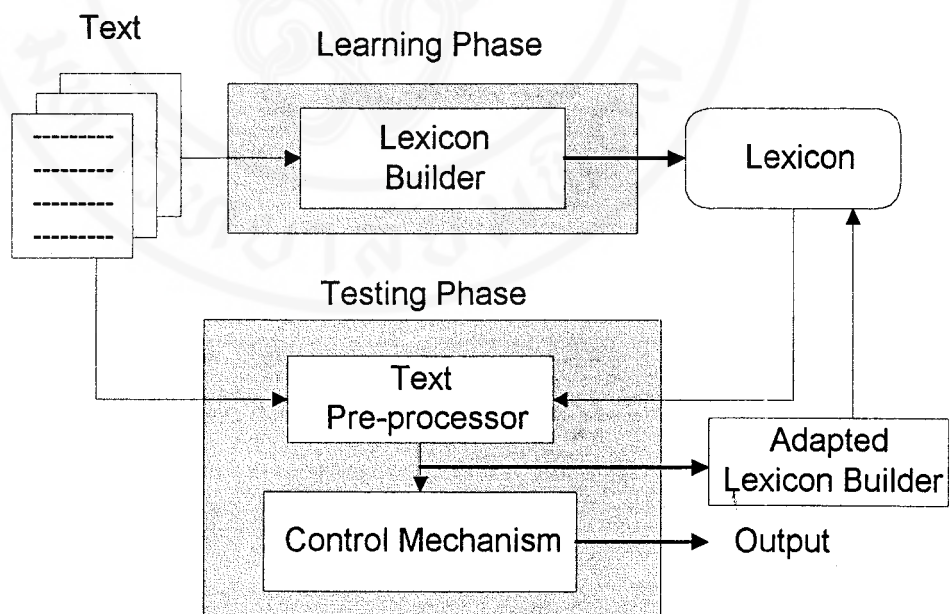 Text
Learning Phase
Lexicon
Builder
Lexicon
Testing Phase
Text
Pre-processor
Adapted
Lexicon Builder
Control Mechanism
Output